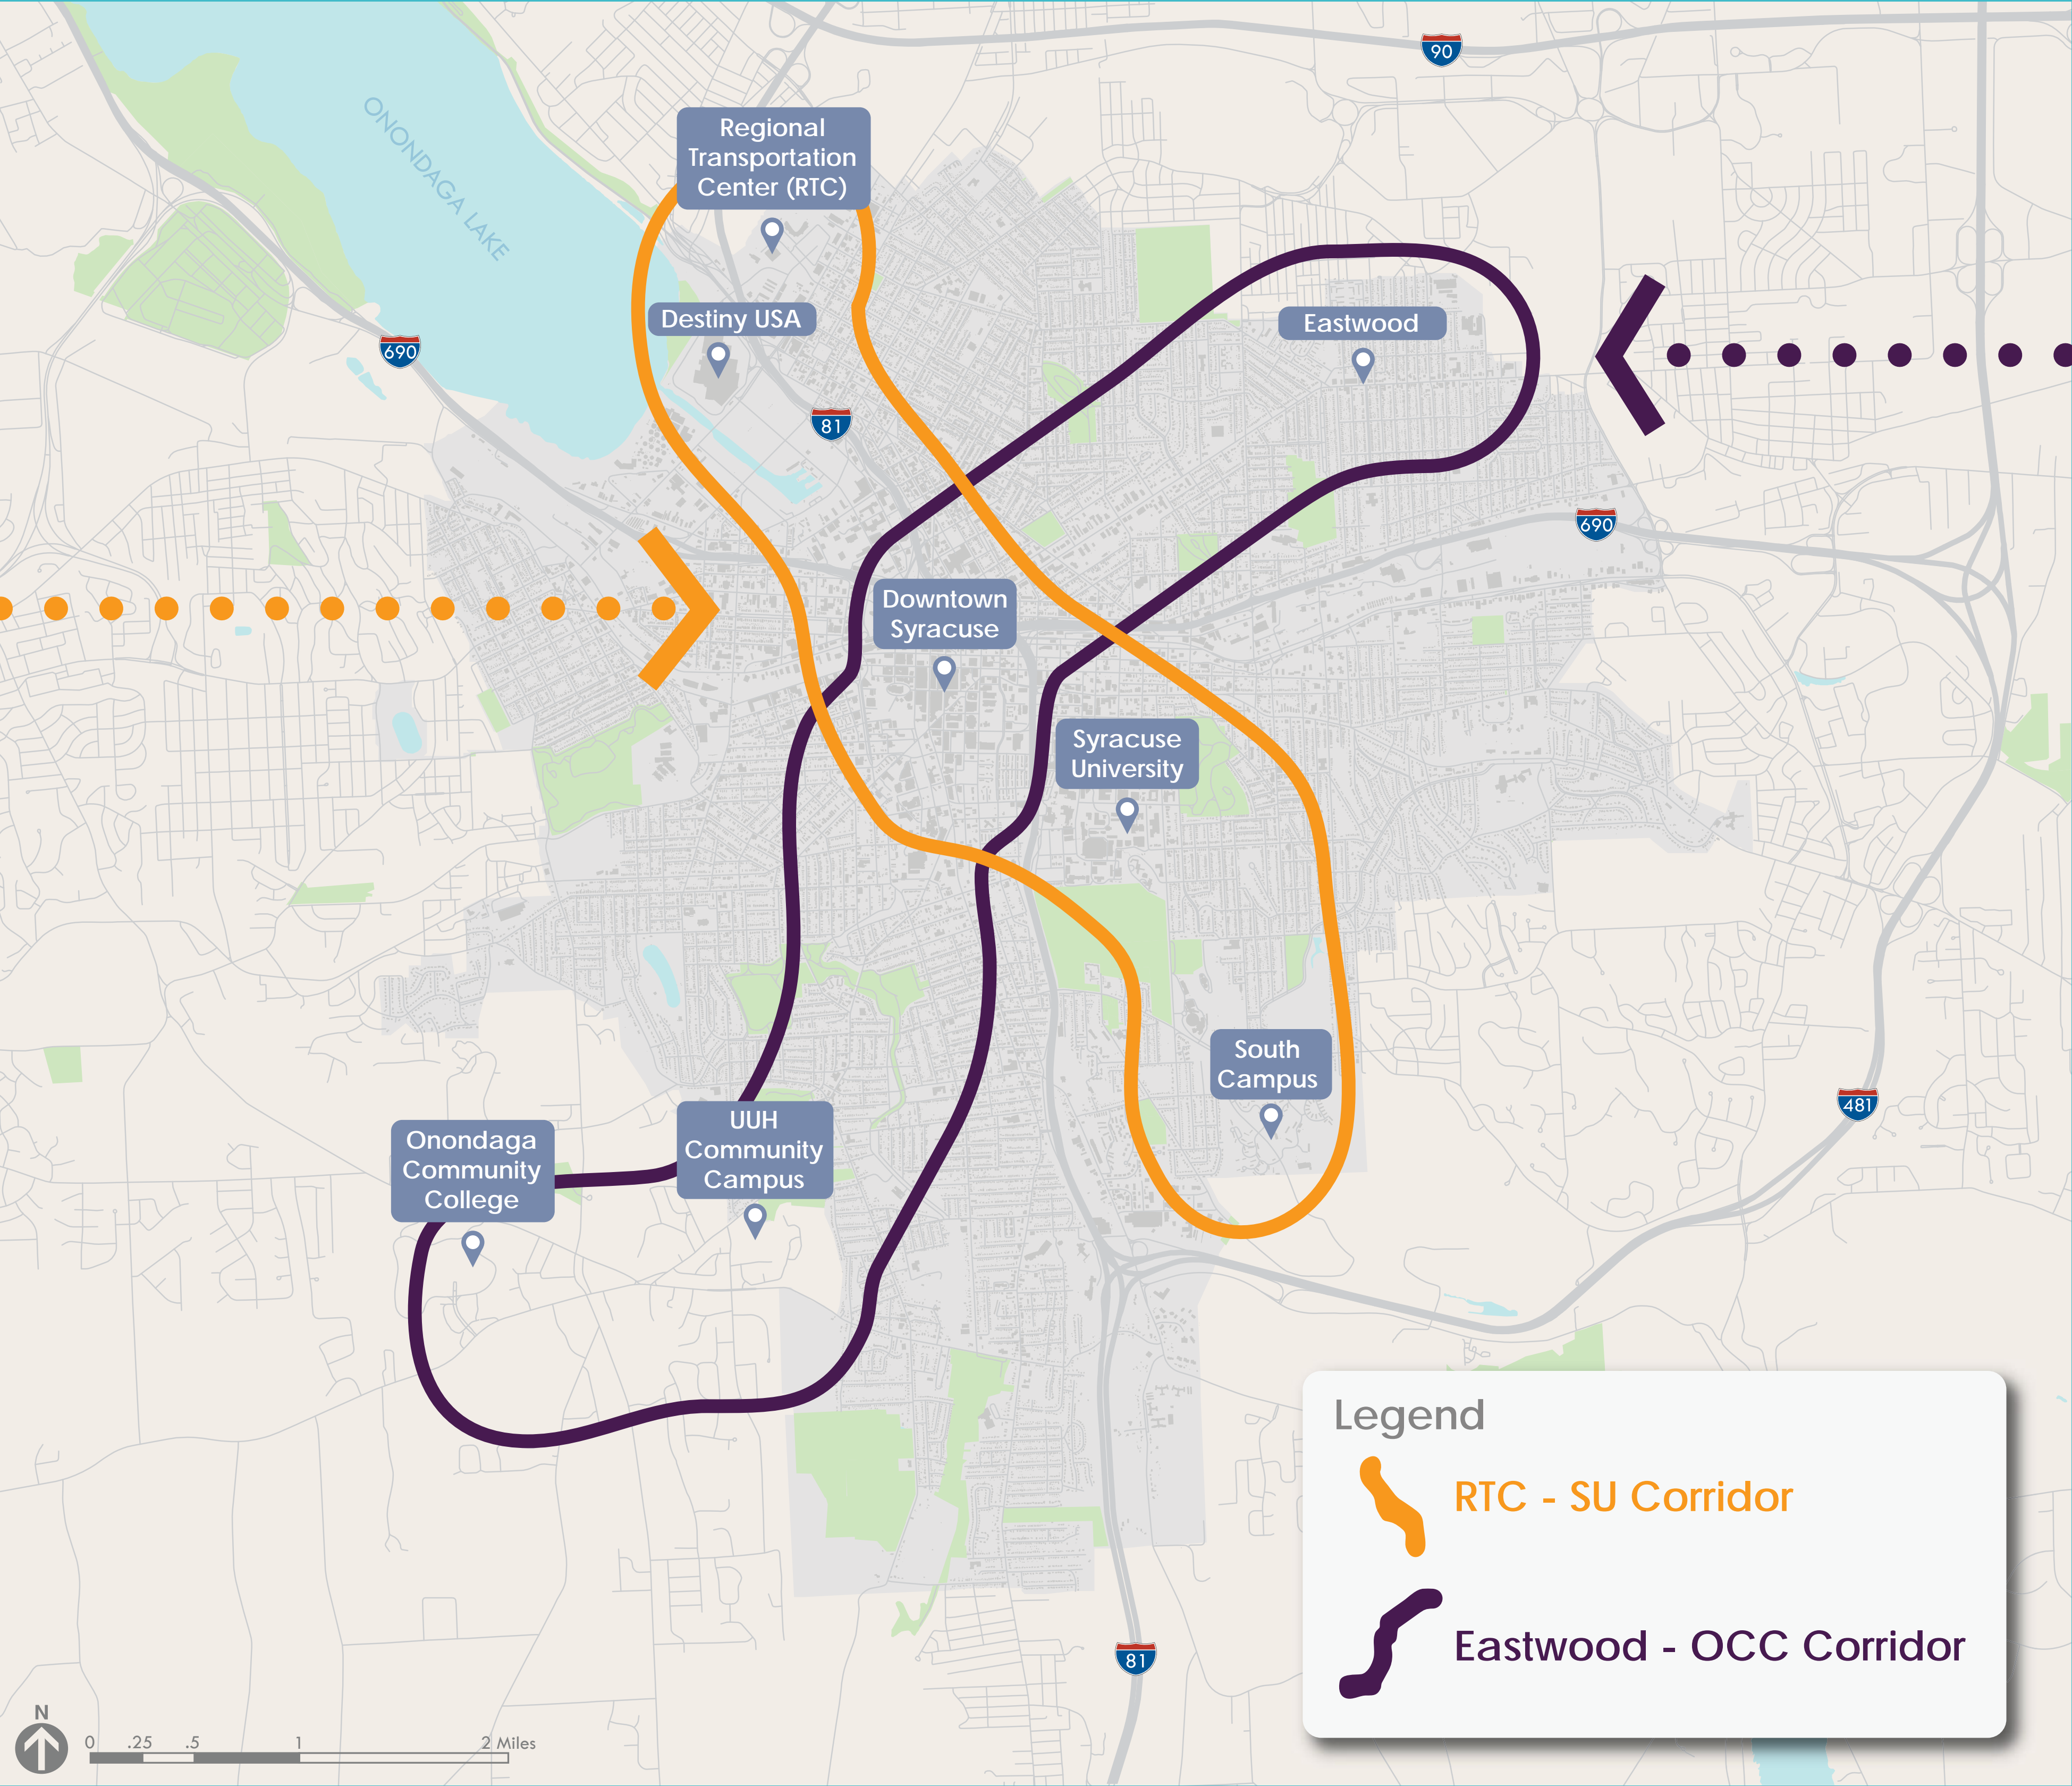 90
Regional
Transportation
Center (RTC)
ONONDAGA LAKE
Destiny USA
Eastwood
690
81
690
Downtown
Syracuse
Syracuse
University
South
Campus
481
UUH
Community
Campus
Onondaga
Community
College
Legend
RTC - SU Corridor
Eastwood - OCC Corridor
81
N
0 .25 .5 1 2 Miles